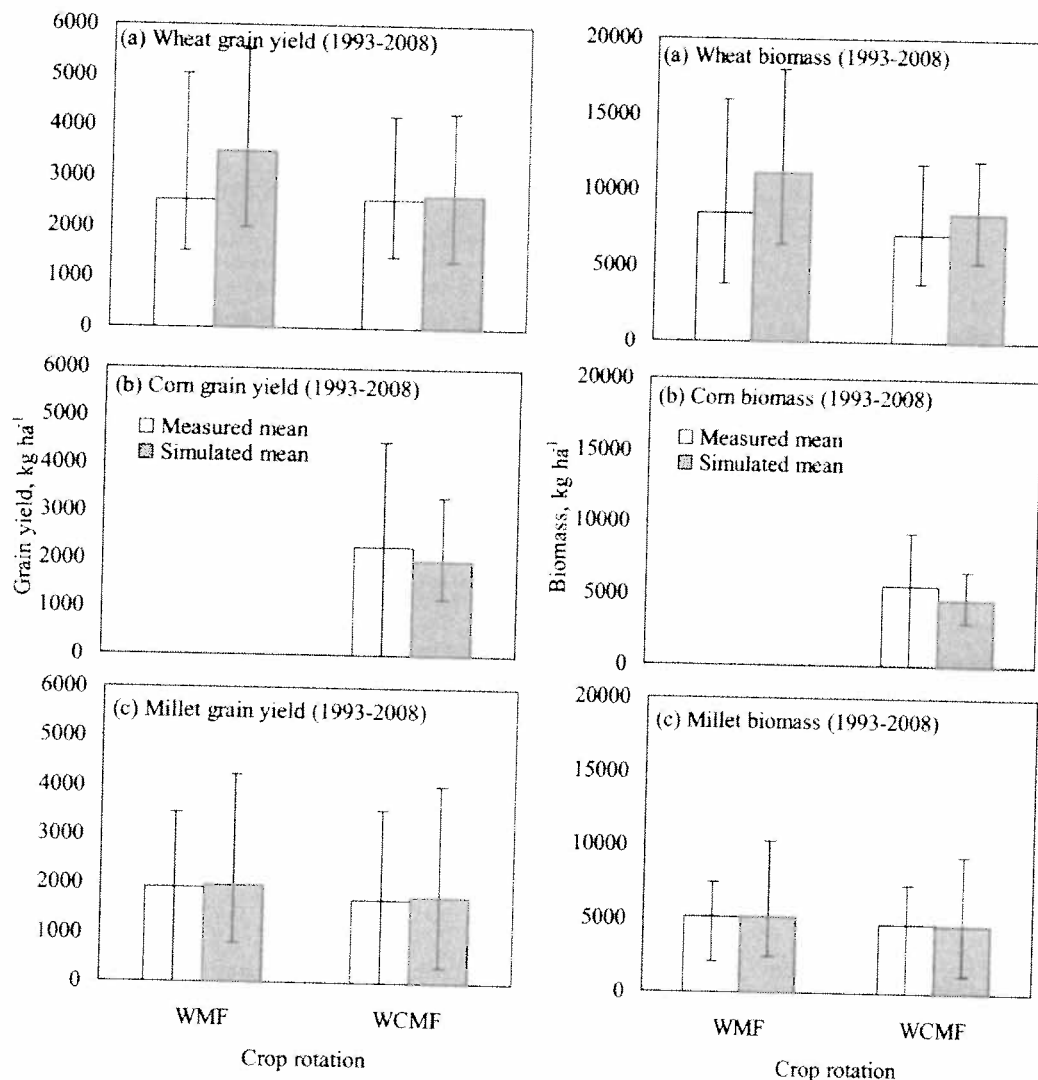 (a) Wheat grain yield (1993-2008)
6000
5000
4000
3000
2000
1000
0
(b) Corn grain yield (1993-2008)
Measured mean
Simulated mean
6000
5000
4000
3000
2000
1000
0
Grain yield, kg ha⁻¹
(c) Millet grain yield (1993-2008)
6000
5000
4000
3000
2000
1000
0
WMF WCMF
Crop rotation
(a) Wheat biomass (1993-2008)
20000
15000
10000
5000
0
(b) Corn biomass (1993-2008)
Measured mean
Simulated mean
20000
15000
10000
5000
0
Biomass, kg ha⁻¹
(c) Millet biomass (1993-2008)
20000
15000
10000
5000
0
WMF WCMF
Crop rotation